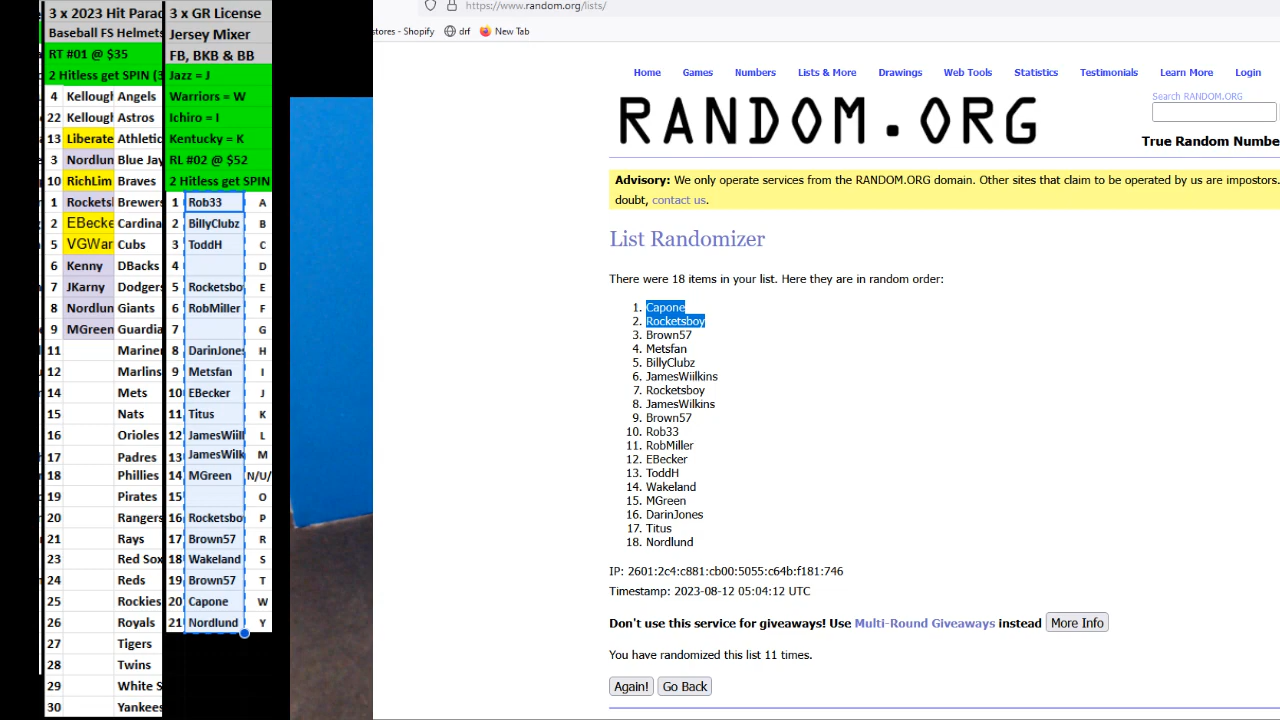 3 x 2023 Hit Parad
Baseball FS Helmets
RT #01 @ $35
2 Hitless get SPIN (3
4 Kellough Angels
22 Kellough Astros
13 Liberate Athletic
3 Nordlun Blue Jay
10 RichLim Braves
1 Rockets Brewers
2 EBecke Cardina
5 VGWar Cubs
6 Kenny DBacks
7 JKarny Dodgers
8 Nordlun Giants
9 MGreen Guardia
11 Mariner
12 Marlins
14 Mets
15 Nats
16 Orioles
17 Padres
18 Phillies
19 Pirates
20 Rangers
21 Rays
23 Red Sox
24 Reds
25 Rockies
26 Royals
27 Tigers
28 Twins
29 White S
30 Yankees
3 x GR License
Jersey Mixer
FB, BKB & BB
Jazz = J
Warriors = W
Ichiro = I
Kentucky = K
RL #02 @ $52
2 Hitless get SPIN
1 Rob33 A
2 BillyClubz B
3 ToddH C
4 D
5 Rocketsbo E
6 RobMiller F
7 G
8 DarinJones H
9 Metsfan I
10 EBecker J
11 Titus K
12 JamesWiill L
13 JamesWilk M
14 MGreen N/U/
15 O
16 Rocketsbo P
17 Brown57 R
18 Wakeland S
19 Brown57 T
20 Capone W
21 Nordlund Y
https://www.random.org/lists/
stores - Shopify drf New Tab
Home Games Numbers Lists & More Drawings Web Tools Statistics Testimonials Learn More Login
Search RANDOM.ORG
RANDOM.ORG
True Random Numbe
Advisory: We only operate services from the RANDOM.ORG domain. Other sites that claim to be operated by us are impostors.
doubt, contact us.
List Randomizer
There were 18 items in your list. Here they are in random order:
1. Capone
2. Rocketsboy
3. Brown57
4. Metsfan
5. BillyClubz
6. JamesWiilkins
7. Rocketsboy
8. JamesWilkins
9. Brown57
10. Rob33
11. RobMiller
12. EBecker
13. ToddH
14. Wakeland
15. MGreen
16. DarinJones
17. Titus
18. Nordlund
IP: 2601:2c4:c881:cb00:5055:c64b:f181:746
Timestamp: 2023-08-12 05:04:12 UTC
Don't use this service for giveaways! Use Multi-Round Giveaways instead More Info
You have randomized this list 11 times.
Again! Go Back